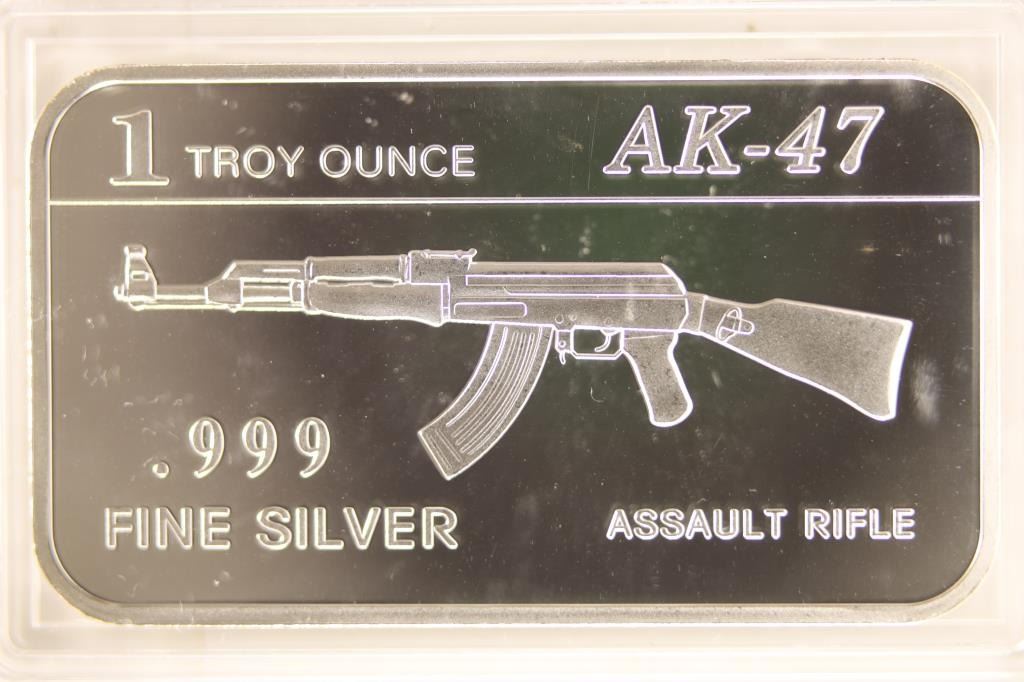 1 TROY OUNCE
AK-47
.999
FINE SILVER
ASSAULT RIFLE